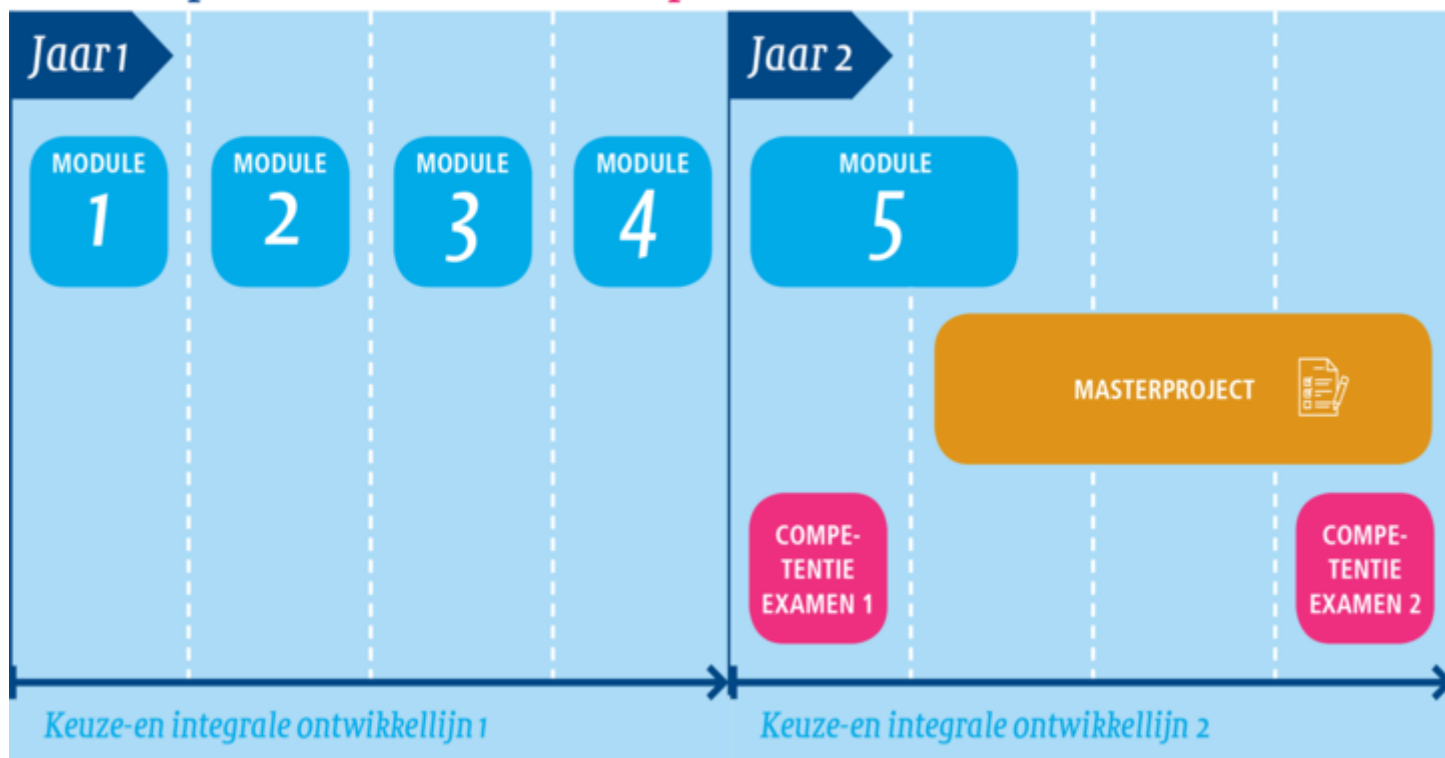 Jaar 1
Jaar 2
MODULE
1
MODULE
2
MODULE
3
MODULE
4
MODULE
5
MASTERPROJECT
COMPE-
TENTIE
EXAMEN 1
COMPE-
TENTIE
EXAMEN 2
Keuze-en integrale ontwikkellijn 1
Keuze-en integrale ontwikkellijn 2